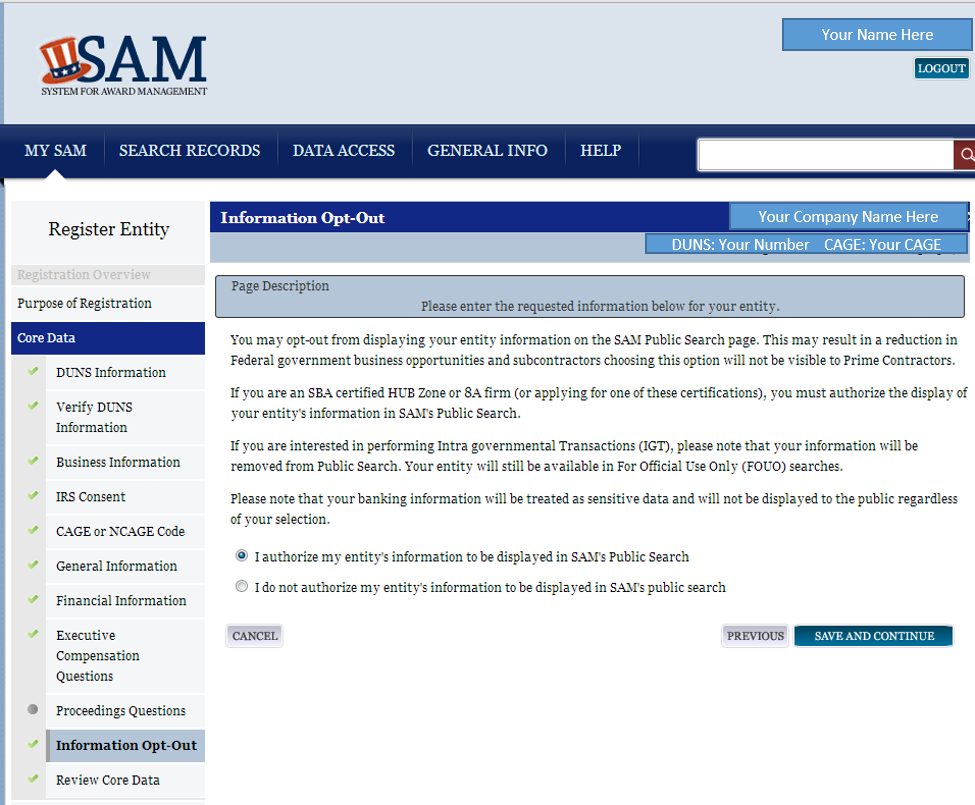 Your Name Here
SAM
SYSTEM FOR AWARD MANAGEMENT
LOGOUT
MY SAM
SEARCH RECORDS
DATA ACCESS
GENERAL INFO
HELP
Register Entity
Registration Overview
Purpose of Registration
Core Data
DUNS Information
Verify DUNS
Information
Business Information
IRS Consent
CAGE or NCAGE Code
General Information
Financial Information
Executive
Compensation
Questions
Proceedings Questions
Information Opt-Out
Review Core Data
Information Opt-Out
Your Company Name Here
DUNS: Your Number CAGE: Your CAGE
Page Description
Please enter the requested information below for your entity.
You may opt-out from displaying your entity information on the SAM Public Search page. This may result in a reduction in
Federal government business opportunities and subcontractors choosing this option will not be visible to Prime Contractors.
If you are an SBA certified HUB Zone or 8A firm (or applying for one of these certifications), you must authorize the display of
your entity's information in SAM's Public Search.
If you are interested in performing Intra governmental Transactions (IGT), please note that your information will be
removed from Public Search. Your entity will still be available in For Official Use Only (FOUO) searches.
Please note that your banking information will be treated as sensitive data and will not be displayed to the public regardless
of your selection.
I authorize my entity's information to be displayed in SAM's Public Search
I do not authorize my entity's information to be displayed in SAM's public search
CANCEL
PREVIOUS
SAVE AND CONTINUE